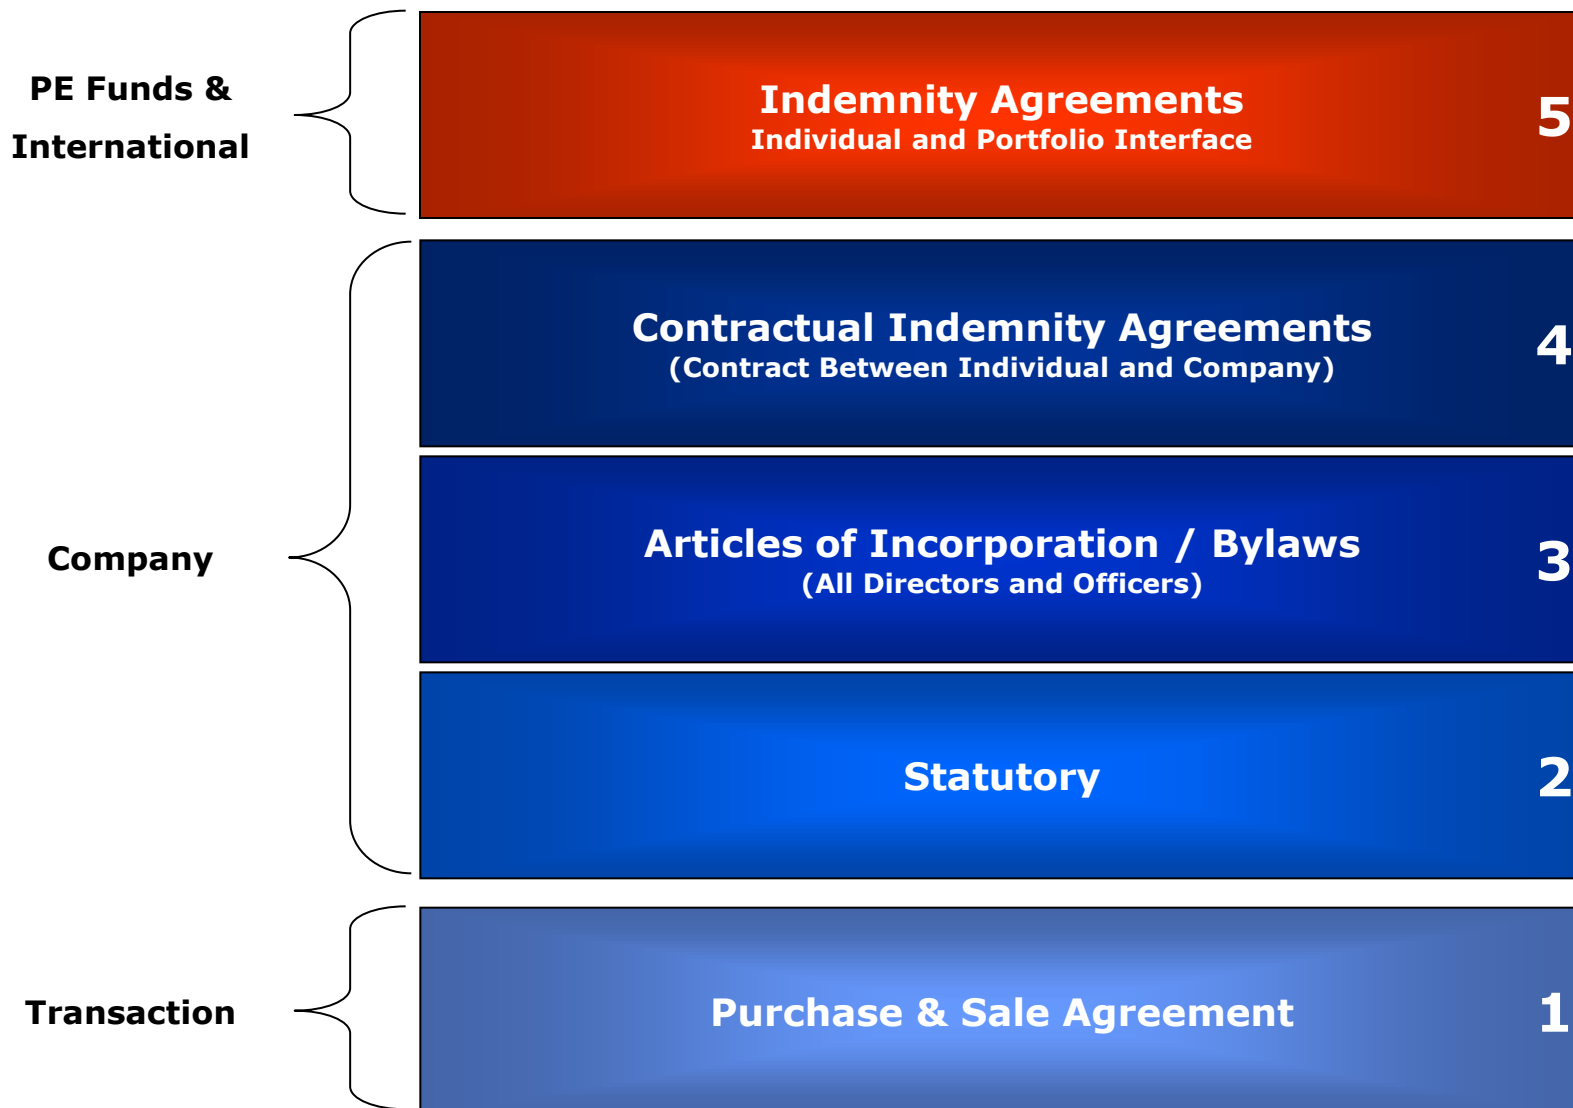 PE Funds &
International
Indemnity Agreements
Individual and Portfolio Interface
5
Contractual Indemnity Agreements
(Contract Between Individual and Company)
4
Company
Articles of Incorporation / Bylaws
(All Directors and Officers)
3
Statutory
2
Transaction
Purchase & Sale Agreement
1